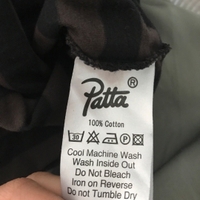 Patta®
100% Cotton
30
Cool Machine Wash
Wash Inside Out
Do Not Bleach
Iron on Reverse
Do not Tumble Dry